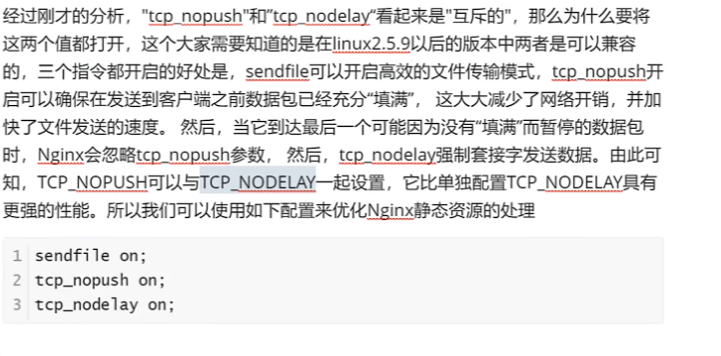 经过刚才的分析，"tcp_nopush"和”tcp_nodelay“看起来是"互斥的"，那么为什么要将
这两个值都打开，这个大家需要知道的是在linux2.5.9以后的版本中两者是可以兼容
的，三个指令都开启的好处是，sendfile可以开启高效的文件传输模式，tcp_nopush开
启可以确保在发送到客户端之前数据包已经充分“填满”， 这大大减少了网络开销，并加
快了文件发送的速度。 然后，当它到达最后一个可能因为没有“填满”而暂停的数据包
时，Nginx会忽略tcp_nopush参数， 然后，tcp_nodelay强制套接字发送数据。由此可
知，TCP_NOPUSH可以与TCP_NODELAY一起设置，它比单独配置TCP_NODELAY具有
更强的性能。所以我们可以使用如下配置来优化Nginx静态资源的处理
1 sendfile on;
2 tcp_nopush on;
3 tcp_nodelay on;